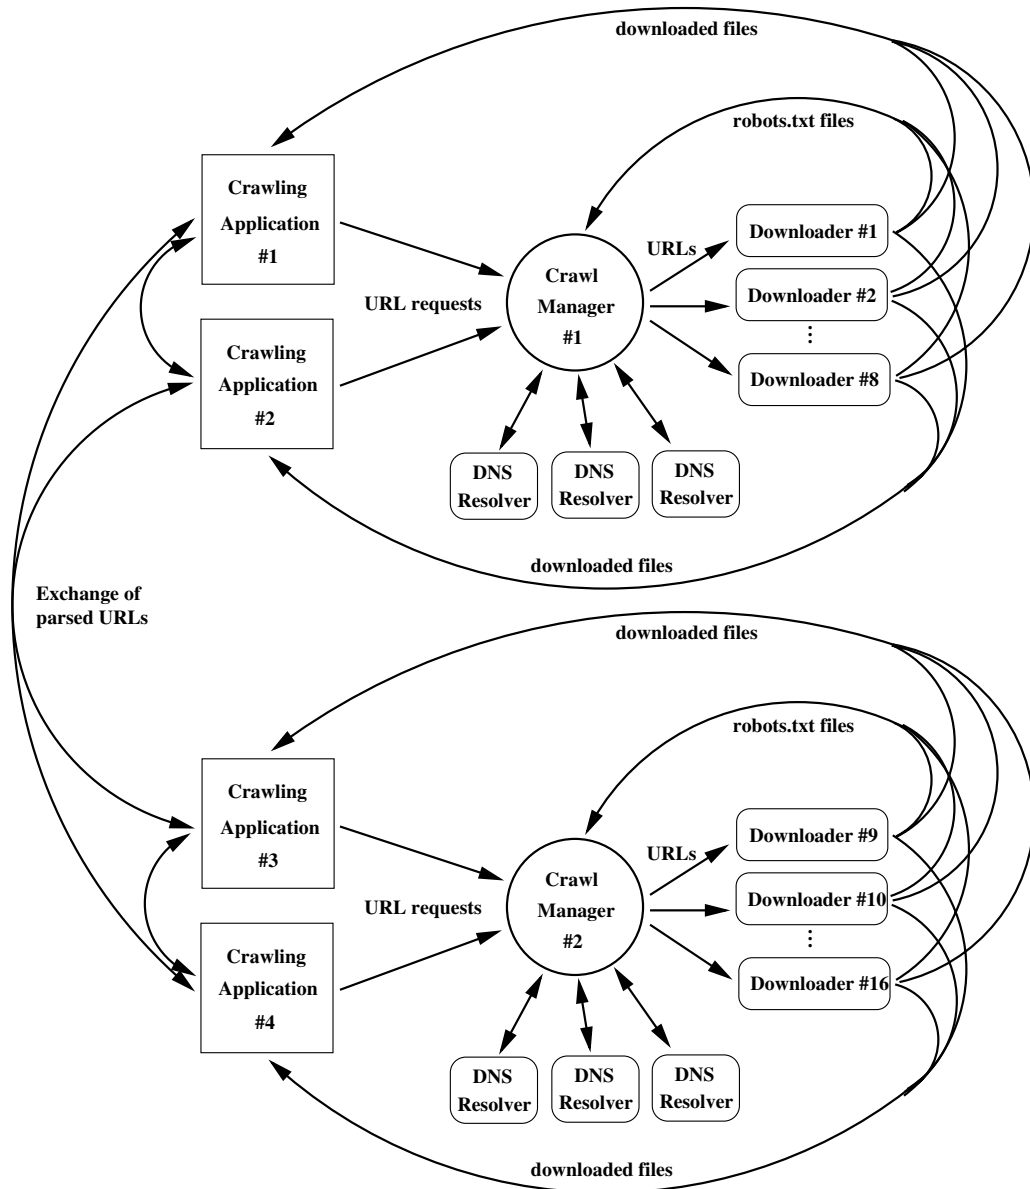 downloaded files
robots.txt files
Crawling
Application
#1
Downloader #1
URLs
Crawl
Manager
#1
Downloader #2
URL requests
Crawling
Application
#2
Downloader #8
DNS
Resolver
DNS
Resolver
DNS
Resolver
downloaded files
Exchange of
parsed URLs
downloaded files
robots.txt files
Crawling
Application
#3
Downloader #9
URLs
Crawl
Manager
#2
Downloader #10
URL requests
Crawling
Application
#4
Downloader #16
DNS
Resolver
DNS
Resolver
DNS
Resolver
downloaded files